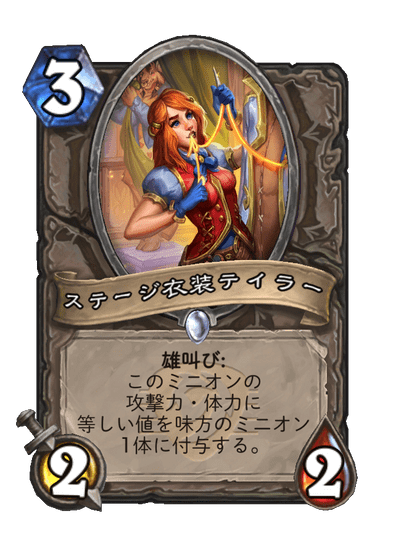 3
ステージ衣装テイラー
雄叫び:
このミニオンの
攻撃力・体力に
等しい値を味方のミニオン
1体に付与する。
2
2